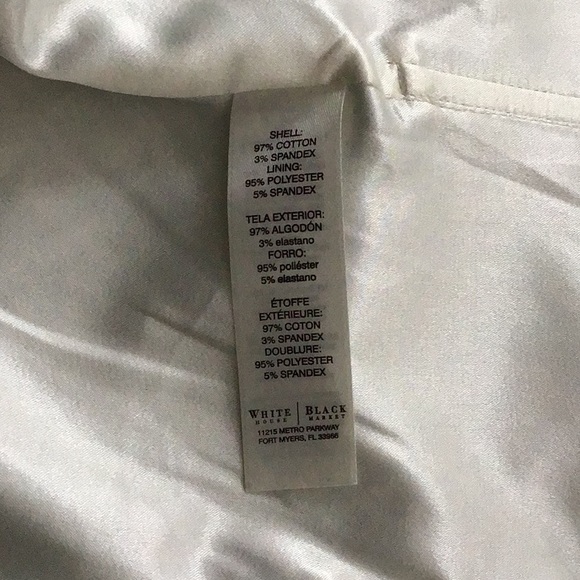 SHELL:
97% COTTON
3% SPANDEX
LINING:
95% POLYESTER
5% SPANDEX
TELA EXTERIOR:
97% ALGODÓN
3% elastano
FORRO:
95% poliéster
5% elastano
ÉTOFFE
EXTÉRIEURE:
97% COTON
3% SPANDEX
DOUBLURE:
95% POLYESTER
5% SPANDEX
WHITE | BLACK
HOUSE MARKET
11215 METRO PARKWAY
FORT MYERS, FL 33966